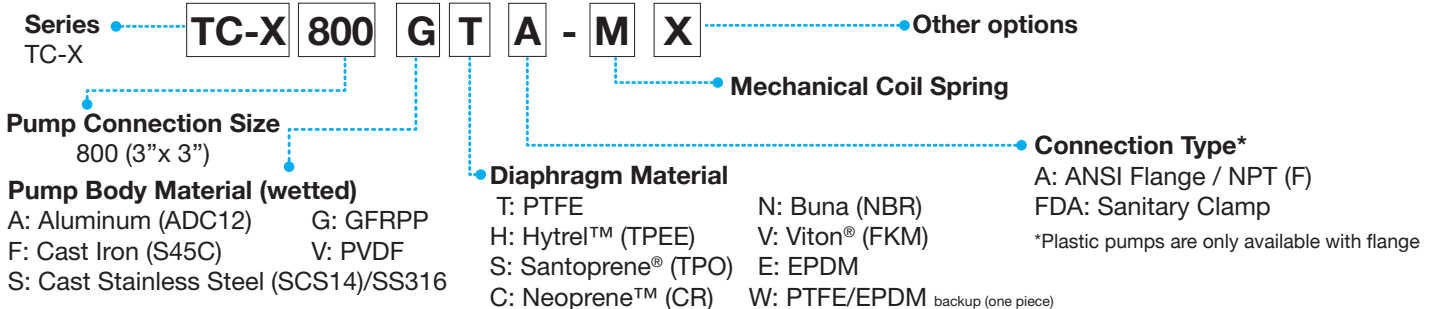 Series
TC-X
TC-X 800 G T A - M X
Other options
Mechanical Coil Spring
Pump Connection Size
800 (3”x 3”)
Pump Body Material (wetted)
A: Aluminum (ADC12) G: GFRPP
F: Cast Iron (S45C) V: PVDF
S: Cast Stainless Steel (SCS14)/SS316
Diaphragm Material
T: PTFE N: Buna (NBR)
H: Hytrel™ (TPEE) V: Viton® (FKM)
S: Santoprene® (TPO) E: EPDM
C: Neoprene™ (CR) W: PTFE/EPDM backup (one piece)
Connection Type*
A: ANSI Flange / NPT (F)
FDA: Sanitary Clamp
*Plastic pumps are only available with flange